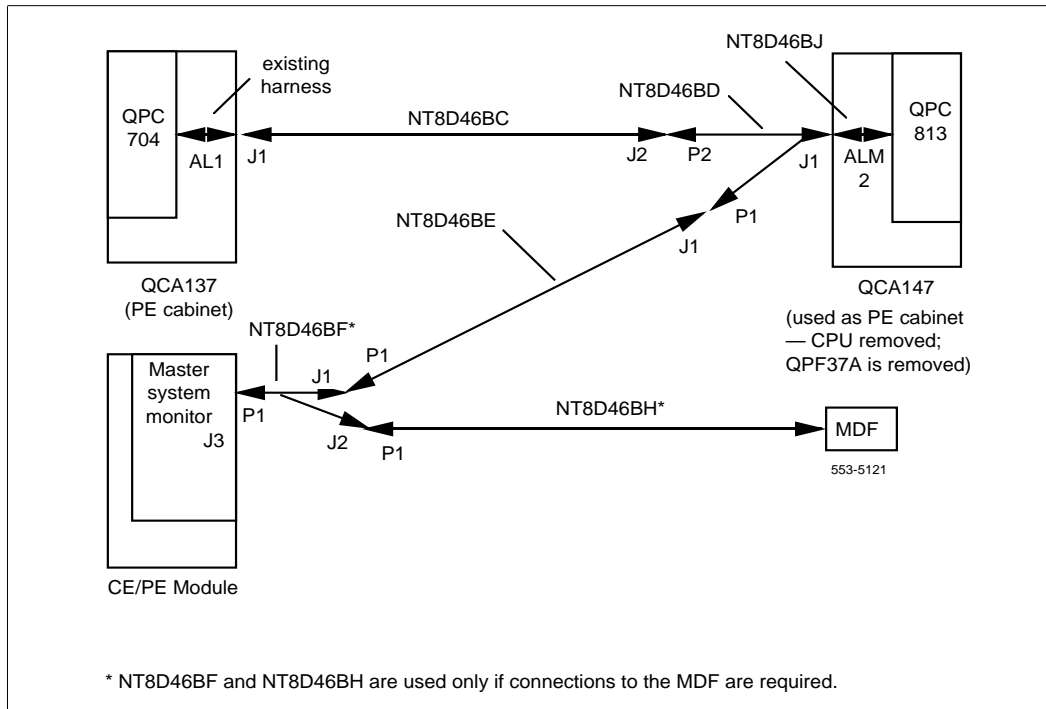 NT8D46BJ
existing
harness
NT8D46BD
QPC
704
NT8D46BC
QPC
813
AL1
J1
J2
P2
J1
ALM
2
P1
NT8D46BE
J1
QCA137
(PE cabinet)
QCA147
(used as PE cabinet
— CPU removed;
QPF37A is removed)
NT8D46BF*
P1
Master
system
monitor
J3
J1
P1
NT8D46BH*
J2
P1
MDF
553-5121
CE/PE Module
* NT8D46BF and NT8D46BH are used only if connections to the MDF are required.